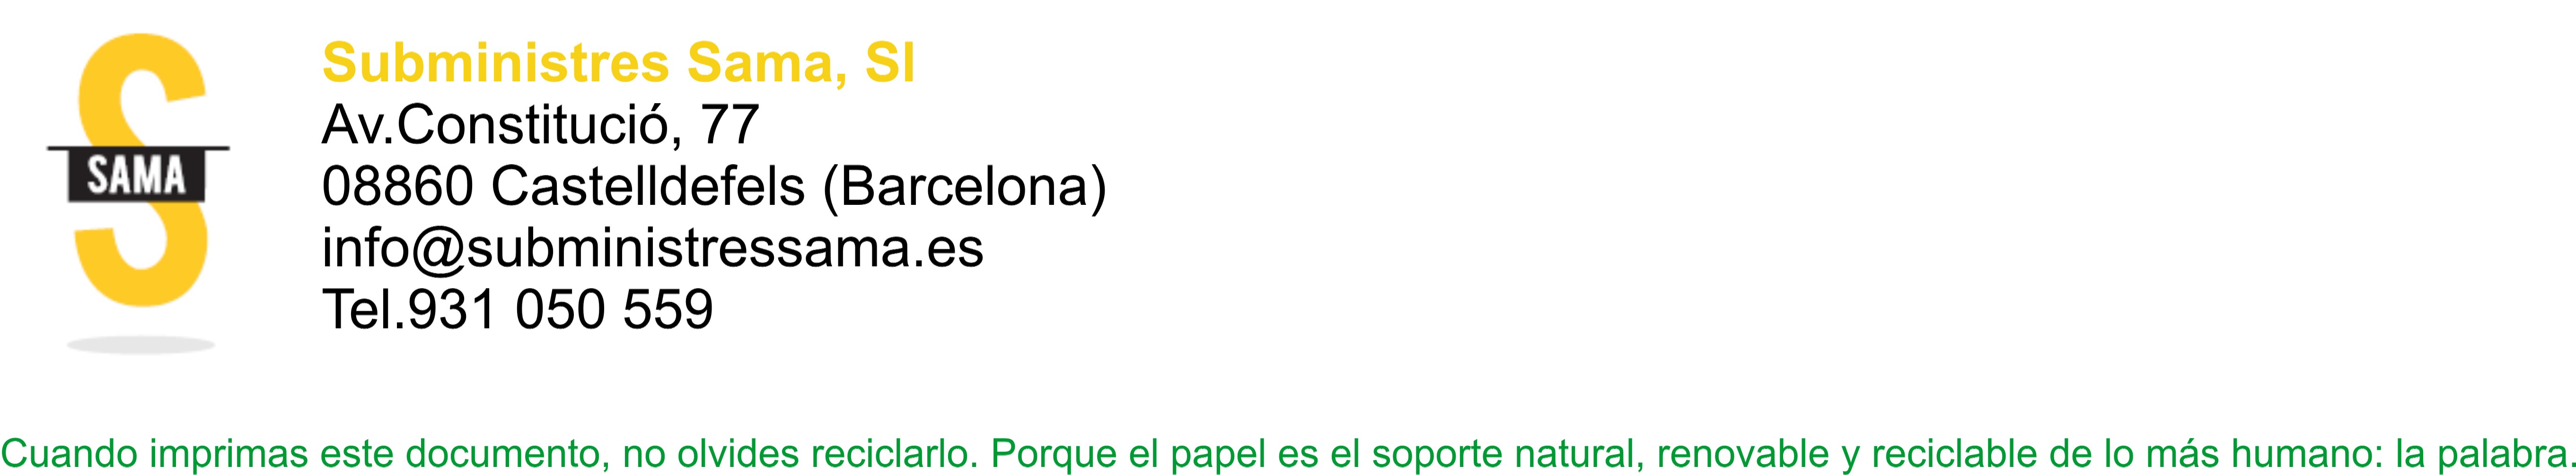 SAMA
Subministres Sama, Sl
Av.Constitució, 77
08860 Castelldefels (Barcelona)
info@subministressama.es
Tel.931 050 559
Cuando imprimas este documento, no olvides reciclarlo. Porque el papel es el soporte natural, renovable y reciclable de lo más humano: la palabra